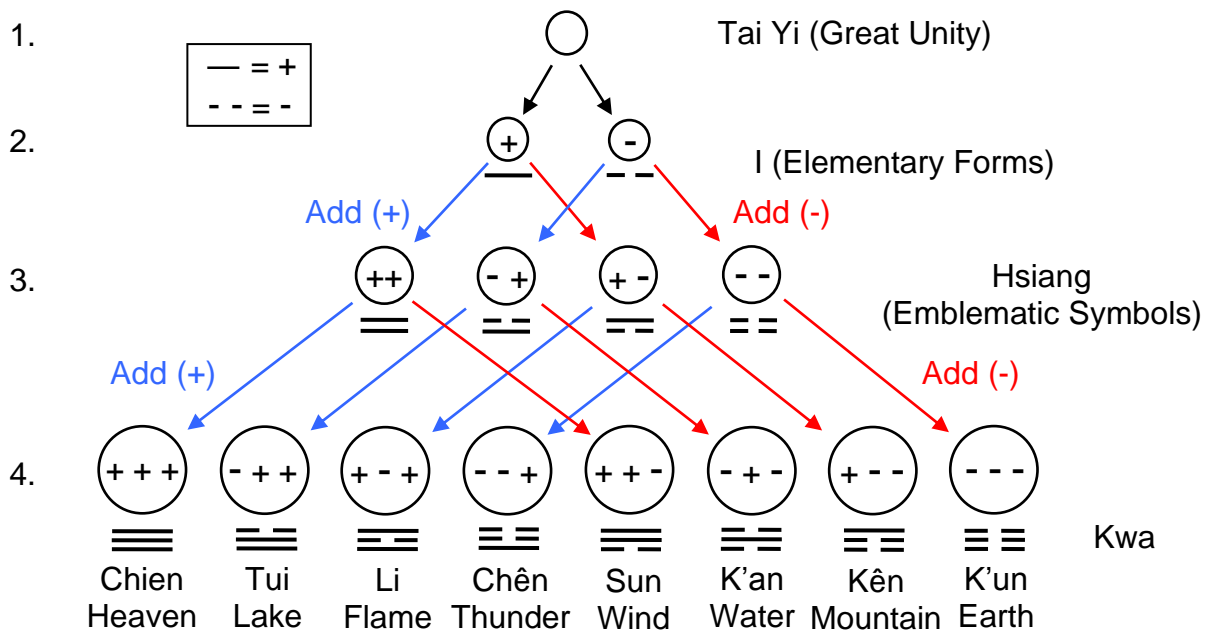 1.
Tai Yi (Great Unity)
— = +
- - = -
2.
+
-
I (Elementary Forms)
Add (+)
Add (-)
3.
++
- +
+ -
- -
Hsiang
(Emblematic Symbols)
Add (+)
Add (-)
4.
+ + +
- + +
+ - +
- - +
+ + -
- + -
+ - -
- - -
Kwa
Chien
Heaven
Tui
Lake
Li
Flame
Chên
Thunder
Sun
Wind
K’an
Water
Kên
Mountain
K’un
Earth